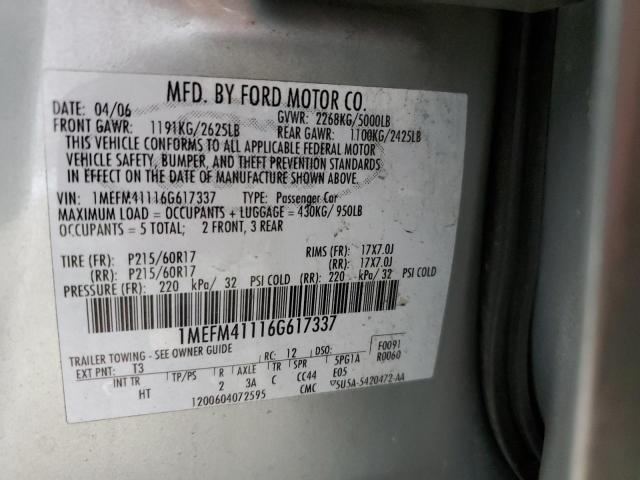 MFD. BY FORD MOTOR CO.
DATE: 04/06 GVWR: 2268KG/5000LB
FRONT GAWR: 1191KG/2625LB REAR GAWR: 1100KG/2425LB
THIS VEHICLE CONFORMS TO ALL APPLICABLE FEDERAL MOTOR
VEHICLE SAFETY, BUMPER, AND THEFT PREVENTION STANDARDS
IN EFFECT ON THE DATE OF MANUFACTURE SHOWN ABOVE.
VIN: 1MEFM41116G617337 TYPE: Passenger Car
MAXIMUM LOAD = OCCUPANTS + LUGGAGE = 430KG/ 950LB
OCCUPANTS = 5 TOTAL; 2 FRONT, 3 REAR
TIRE (FR): P215/60R17 RIMS (FR): 17X7.0J
(RR): P215/60R17 (RR): 17X7.0J
PRESSURE (FR): 220 kPa/ 32 PSI COLD (RR): 220 kPa/ 32 PSI COLD
1MEFM41116G617337
TRAILER TOWING - SEE OWNER GUIDE RC: 12 DSO: F0091
EXT PNT: T3 5PG1A R0060
INT TR TP/PS R AXLE TR SPR E05
HT 2 3A C CC44 5U5A-5420472-AA
1200604072595 CMC